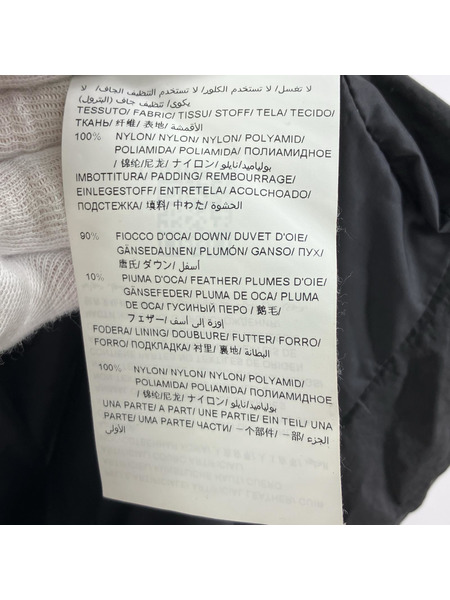 لا تغسل/ لا تستخدم الكلور/ لا تستخدم التنظيف الجاف/ لا
يكوى/ تنظيف جاف (البترول)
TESSUTO/ FABRIC/ TISSU/ STOFF/ TELA/ TECIDO/
ТКАНЬ/ 纤维/ 表地/ الأقمشة
100% NYLON/ NYLON/ NYLON/ POLYAMID/
POLIAMIDA/ POLIAMIDA/ ПОЛИАМИДНОЕ
/ 锦纶/尼龙/ ナイロン/ بولياميد/نايلو
IMBOTTITURA/ PADDING/ REMBOURRAGE/
EINLEGESTOFF/ ENTRETELA/ ACOLCHOADO/
ПОДСТЕЖКА/ 填料/ 中わた/ الحشوة
90% FIOCCO D'OCA/ DOWN/ DUVET D'OIE/
GÄNSEDAUNEN/ PLUMÓN/ GANSO/ ПУХ/
唐氏/ ダウン/ أسفل
10% PIUMA D'OCA/ FEATHER/ PLUMES D'OIE/
GÄNSEFEDER/ PLUMA DE OCA/ PLUMA
DE OCA/ ГУСИНЫЙ ПЕРО / 鹅毛/
フェザー/ إوزة إلى أسف
FODERA/ LINING/ DOUBLURE/ FUTTER/ FORRO/
FORRO/ ПОДКЛАДКА/ 衬里/ 裏地/ البطانة
100% NYLON/ NYLON/ NYLON/ POLYAMID/
POLIAMIDA/ POLIAMIDA/ ПОЛИАМИДНОЕ
/ 锦纶/尼龙/ ナイロン/ بولياميد/نايلو
UNA PARTE/ A PART/ UNE PARTIE/ EIN TEIL/ UNA
PARTE/ UMA PARTE/ ЧАСТИ/ 一个部件/ 一部/ الجزء
الأولى